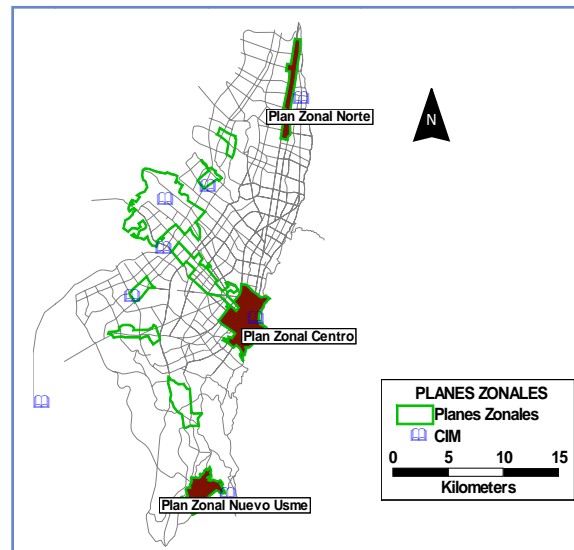 N
Plan Zonal Norte
Plan Zonal Centro
PLANES ZONALES
Planes Zonales
CIM
0 5 10 15
Kilometers
Plan Zonal Nuevo Usme